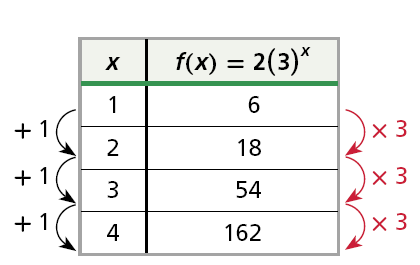 x f(x) = 2(3)^x
1 6
+ 1 × 3
2 18
+ 1 × 3
3 54
+ 1 × 3
4 162